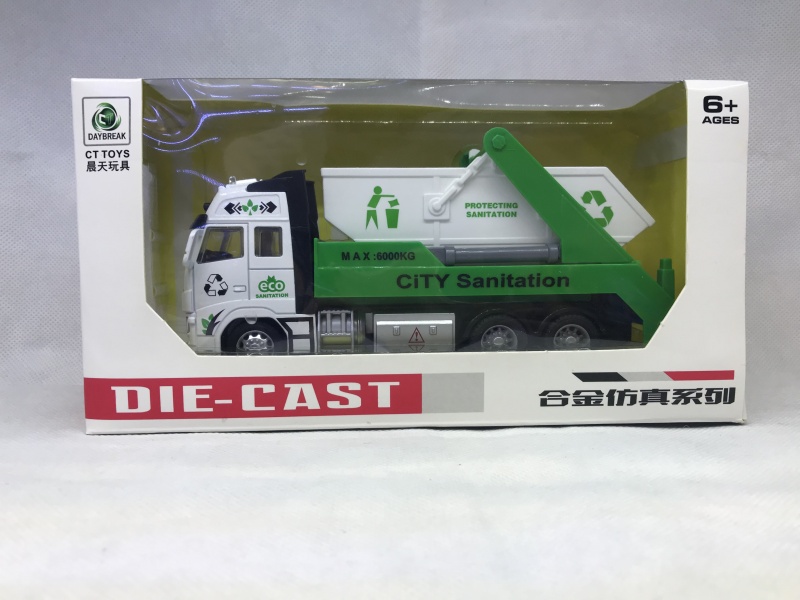 DAYBREAK
CT TOYS
晨天玩具
6+
AGES
PROTECTING
SANITATION
MAX:6000KG
CiTY Sanitation
eco
SANITATION
DIE-CAST
合金仿真系列